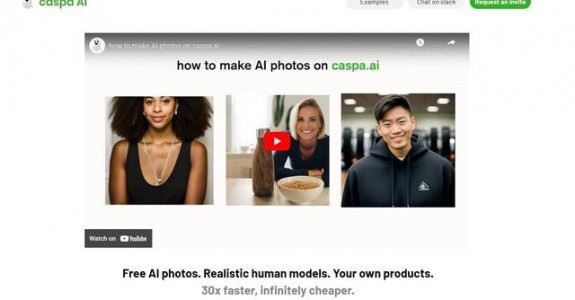 caspa AI
Examples
Chat on slack
Request an invite
how to make AI photos on caspa.ai
how to make AI photos on caspa.ai
Watch on YouTube
Free AI photos. Realistic human models. Your own products.
30x faster, infinitely cheaper.